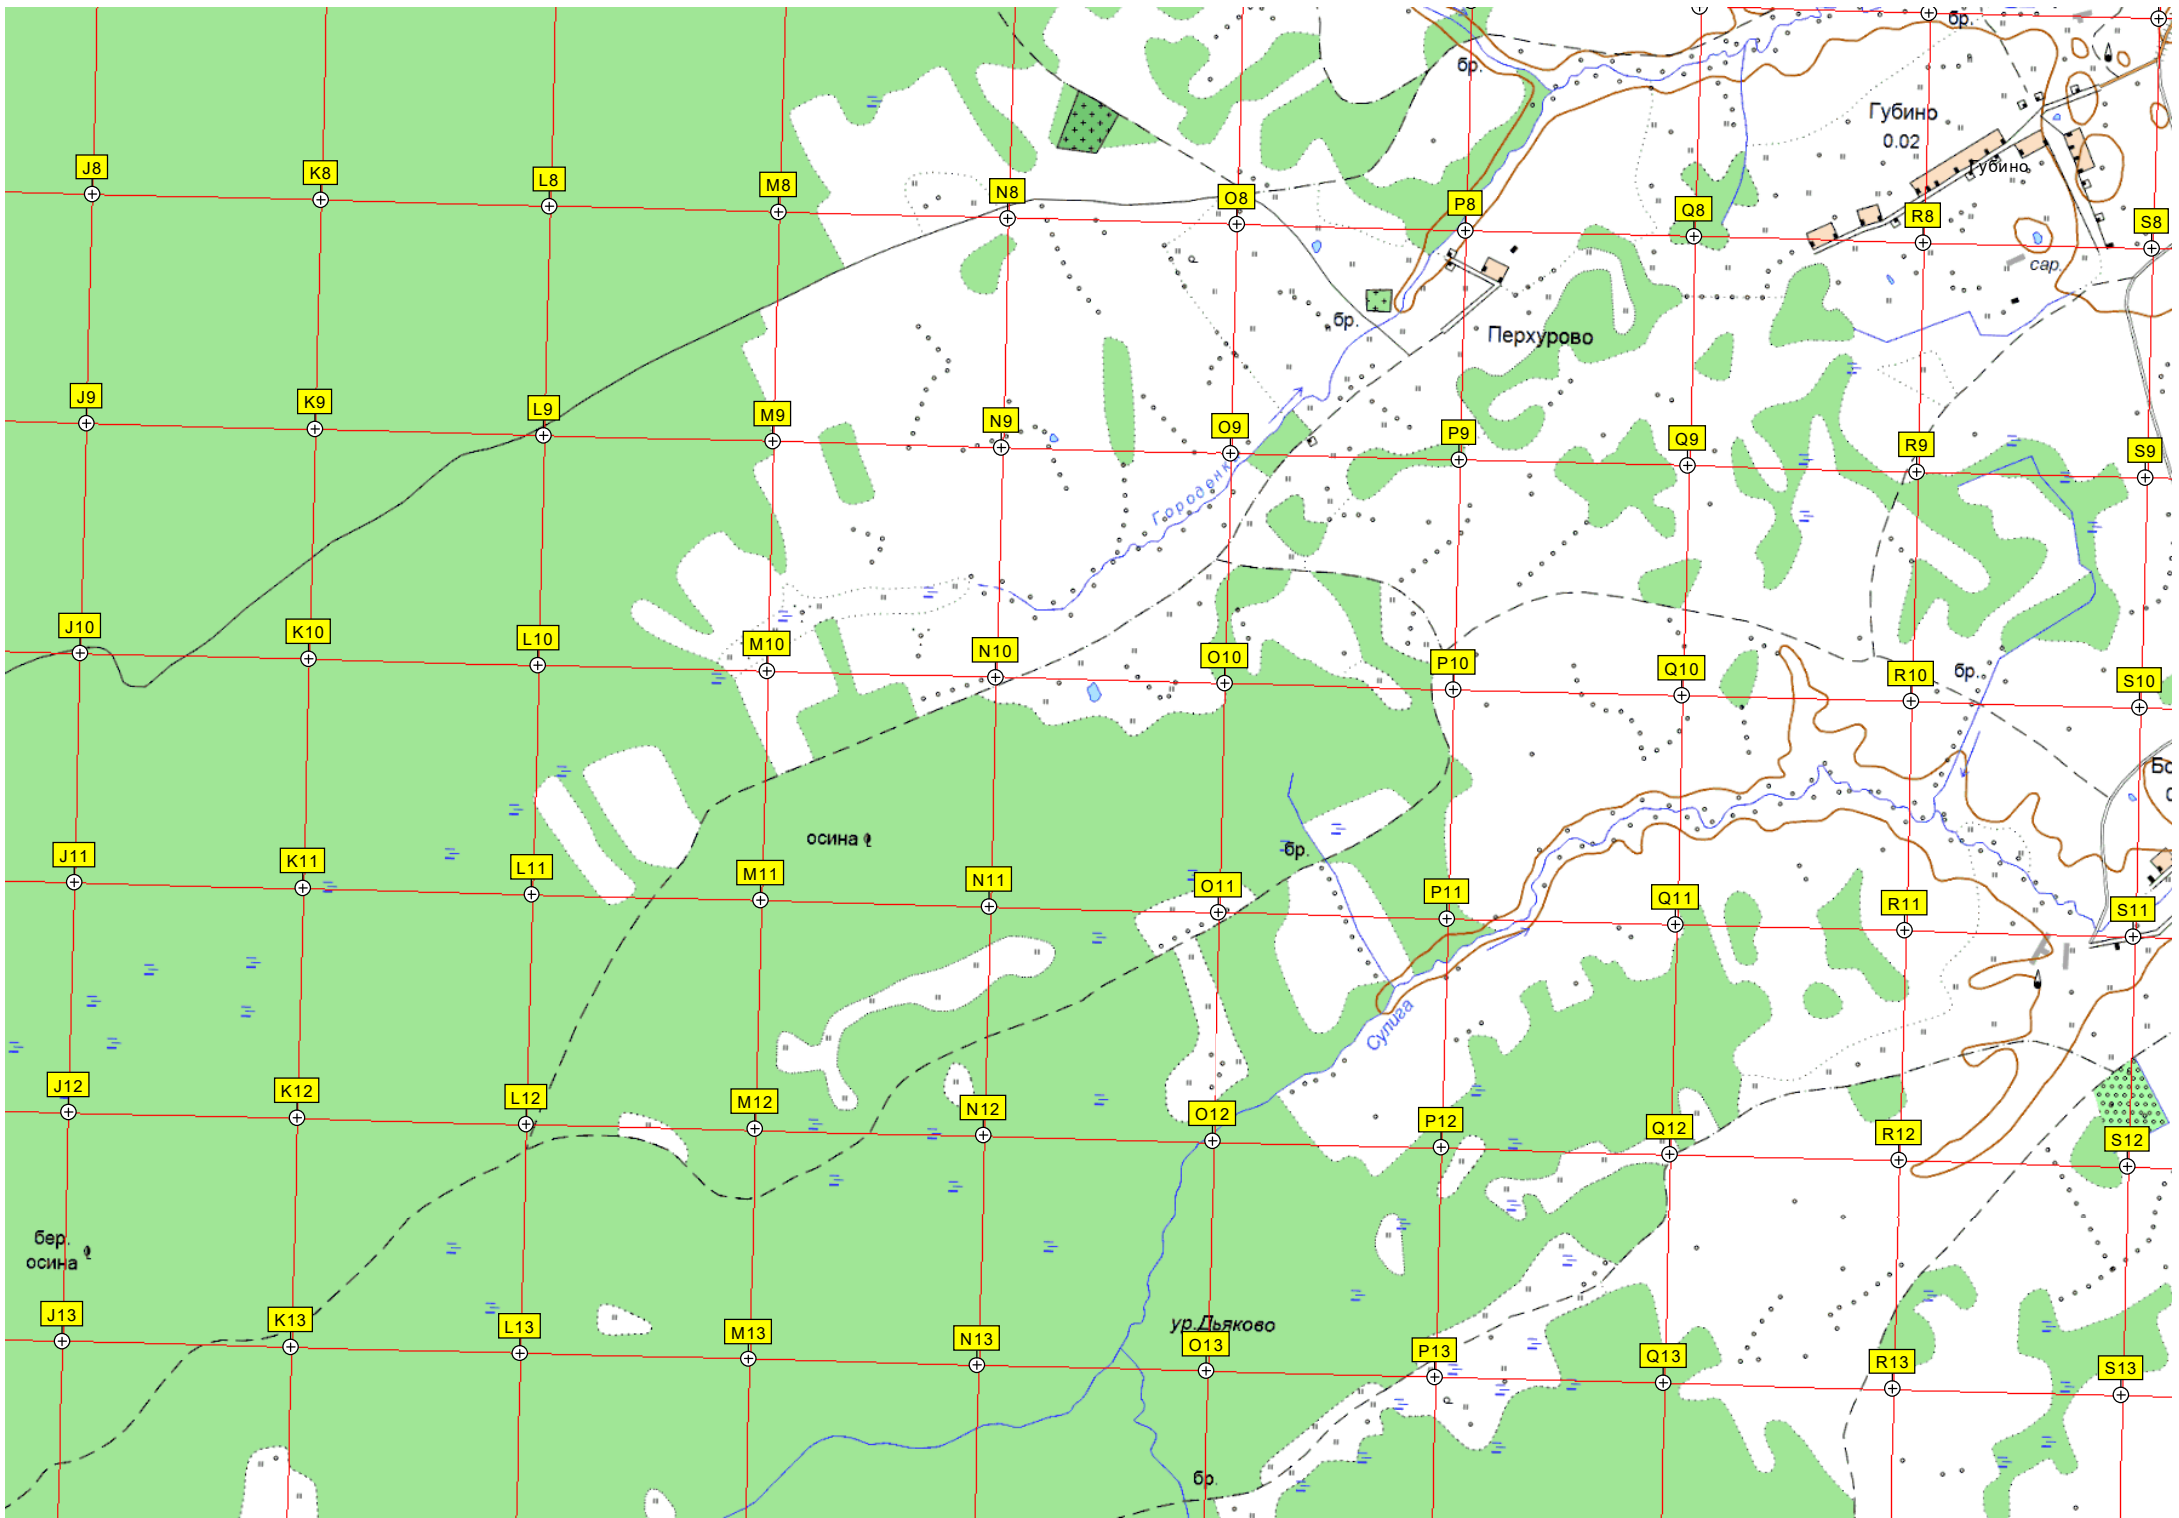 бр.
бр.
Губино
0.02
Губино
J8
K8
L8
M8
N8
O8
P8
Q8
R8
S8
сар.
бр.
Перхурово
J9
K9
L9
M9
N9
O9
P9
Q9
R9
S9
Городенка
J10
K10
L10
M10
N10
O10
P10
Q10
R10
S10
бр.
Бо
осина
бр.
J11
K11
L11
M11
N11
O11
P11
Q11
R11
S11
Сулига
J12
K12
L12
M12
N12
O12
P12
Q12
R12
S12
бер.
осина
ур.Дьяково
J13
K13
L13
M13
N13
O13
P13
Q13
R13
S13
бр.